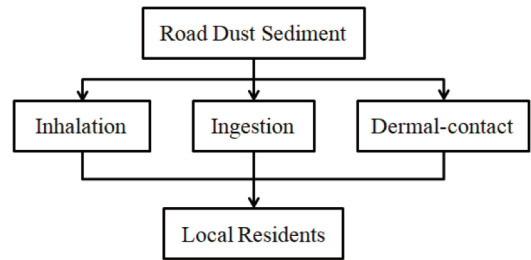 Road Dust Sediment
Inhalation
Ingestion
Dermal-contact
Local Residents